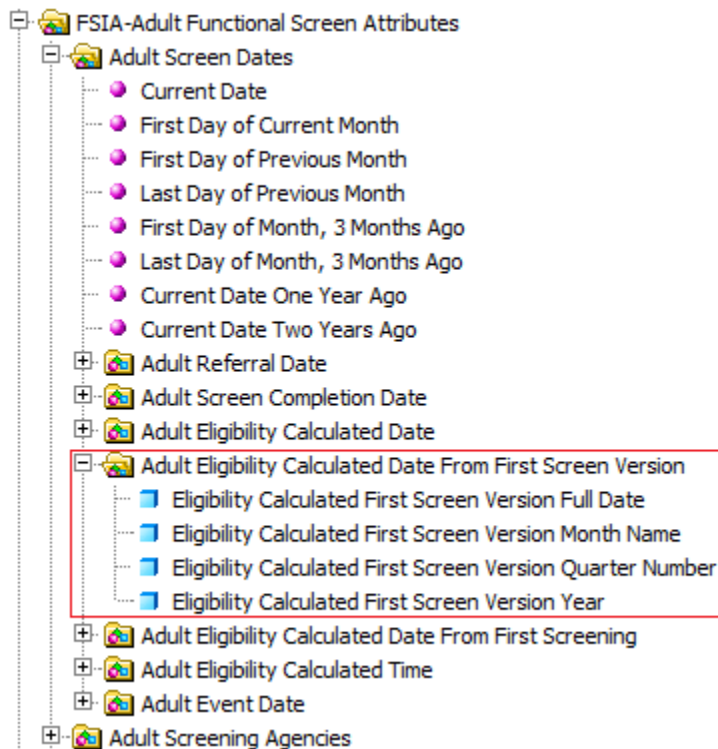 FSIA-Adult Functional Screen Attributes
Adult Screen Dates
Current Date
First Day of Current Month
First Day of Previous Month
Last Day of Previous Month
First Day of Month, 3 Months Ago
Last Day of Month, 3 Months Ago
Current Date One Year Ago
Current Date Two Years Ago
Adult Referral Date
Adult Screen Completion Date
Adult Eligibility Calculated Date
Adult Eligibility Calculated Date From First Screen Version
Eligibility Calculated First Screen Version Full Date
Eligibility Calculated First Screen Version Month Name
Eligibility Calculated First Screen Version Quarter Number
Eligibility Calculated First Screen Version Year
Adult Eligibility Calculated Date From First Screening
Adult Eligibility Calculated Time
Adult Event Date
Adult Screening Agencies